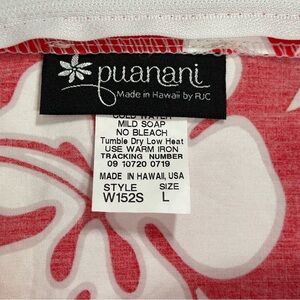 puanani
Made in Hawaii by RJC
COLD WATER
MILD SOAP
NO BLEACH
Tumble Dry Low Heat
USE WARM IRON
TRACKING NUMBER
09 10720 0719
MADE IN HAWAII, USA
STYLE SIZE
W152S L